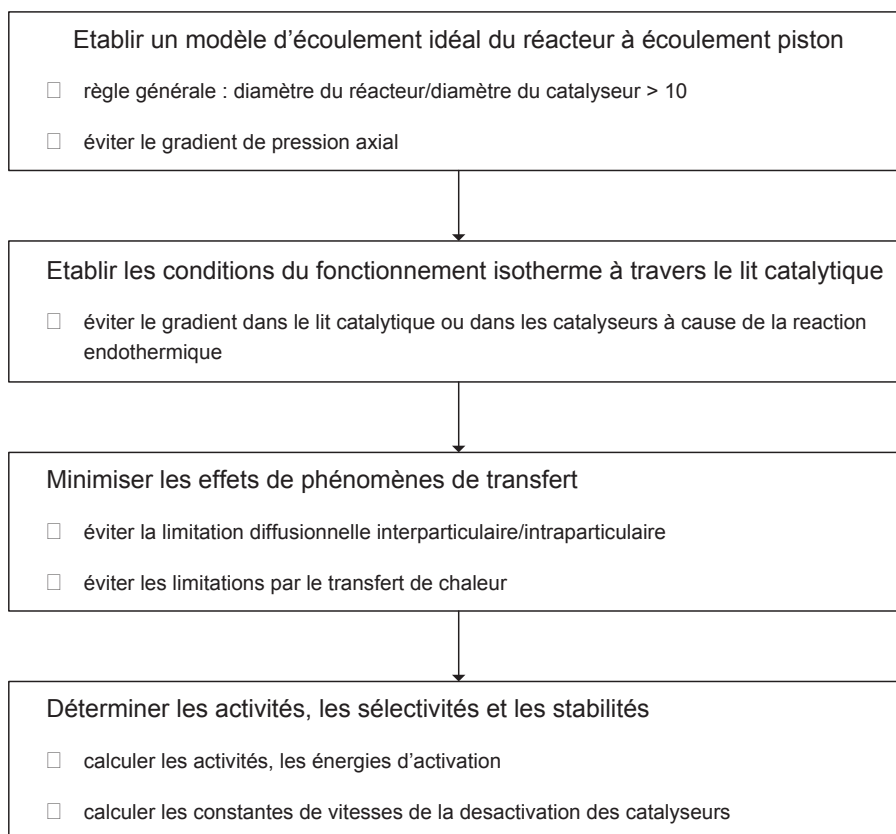 Etablir un modèle d’écoulement idéal du réacteur à écoulement piston
règle générale : diamètre du réacteur/diamètre du catalyseur > 10
éviter le gradient de pression axial
Etablir les conditions du fonctionnement isotherme à travers le lit catalytique
éviter le gradient dans le lit catalytique ou dans les catalyseurs à cause de la reaction
endothermique
Minimiser les effets de phénomènes de transfert
éviter la limitation diffusionnelle interparticulaire/intraparticulaire
éviter les limitations par le transfert de chaleur
Déterminer les activités, les sélectivités et les stabilités
calculer les activités, les énergies d’activation
calculer les constantes de vitesses de la desactivation des catalyseurs